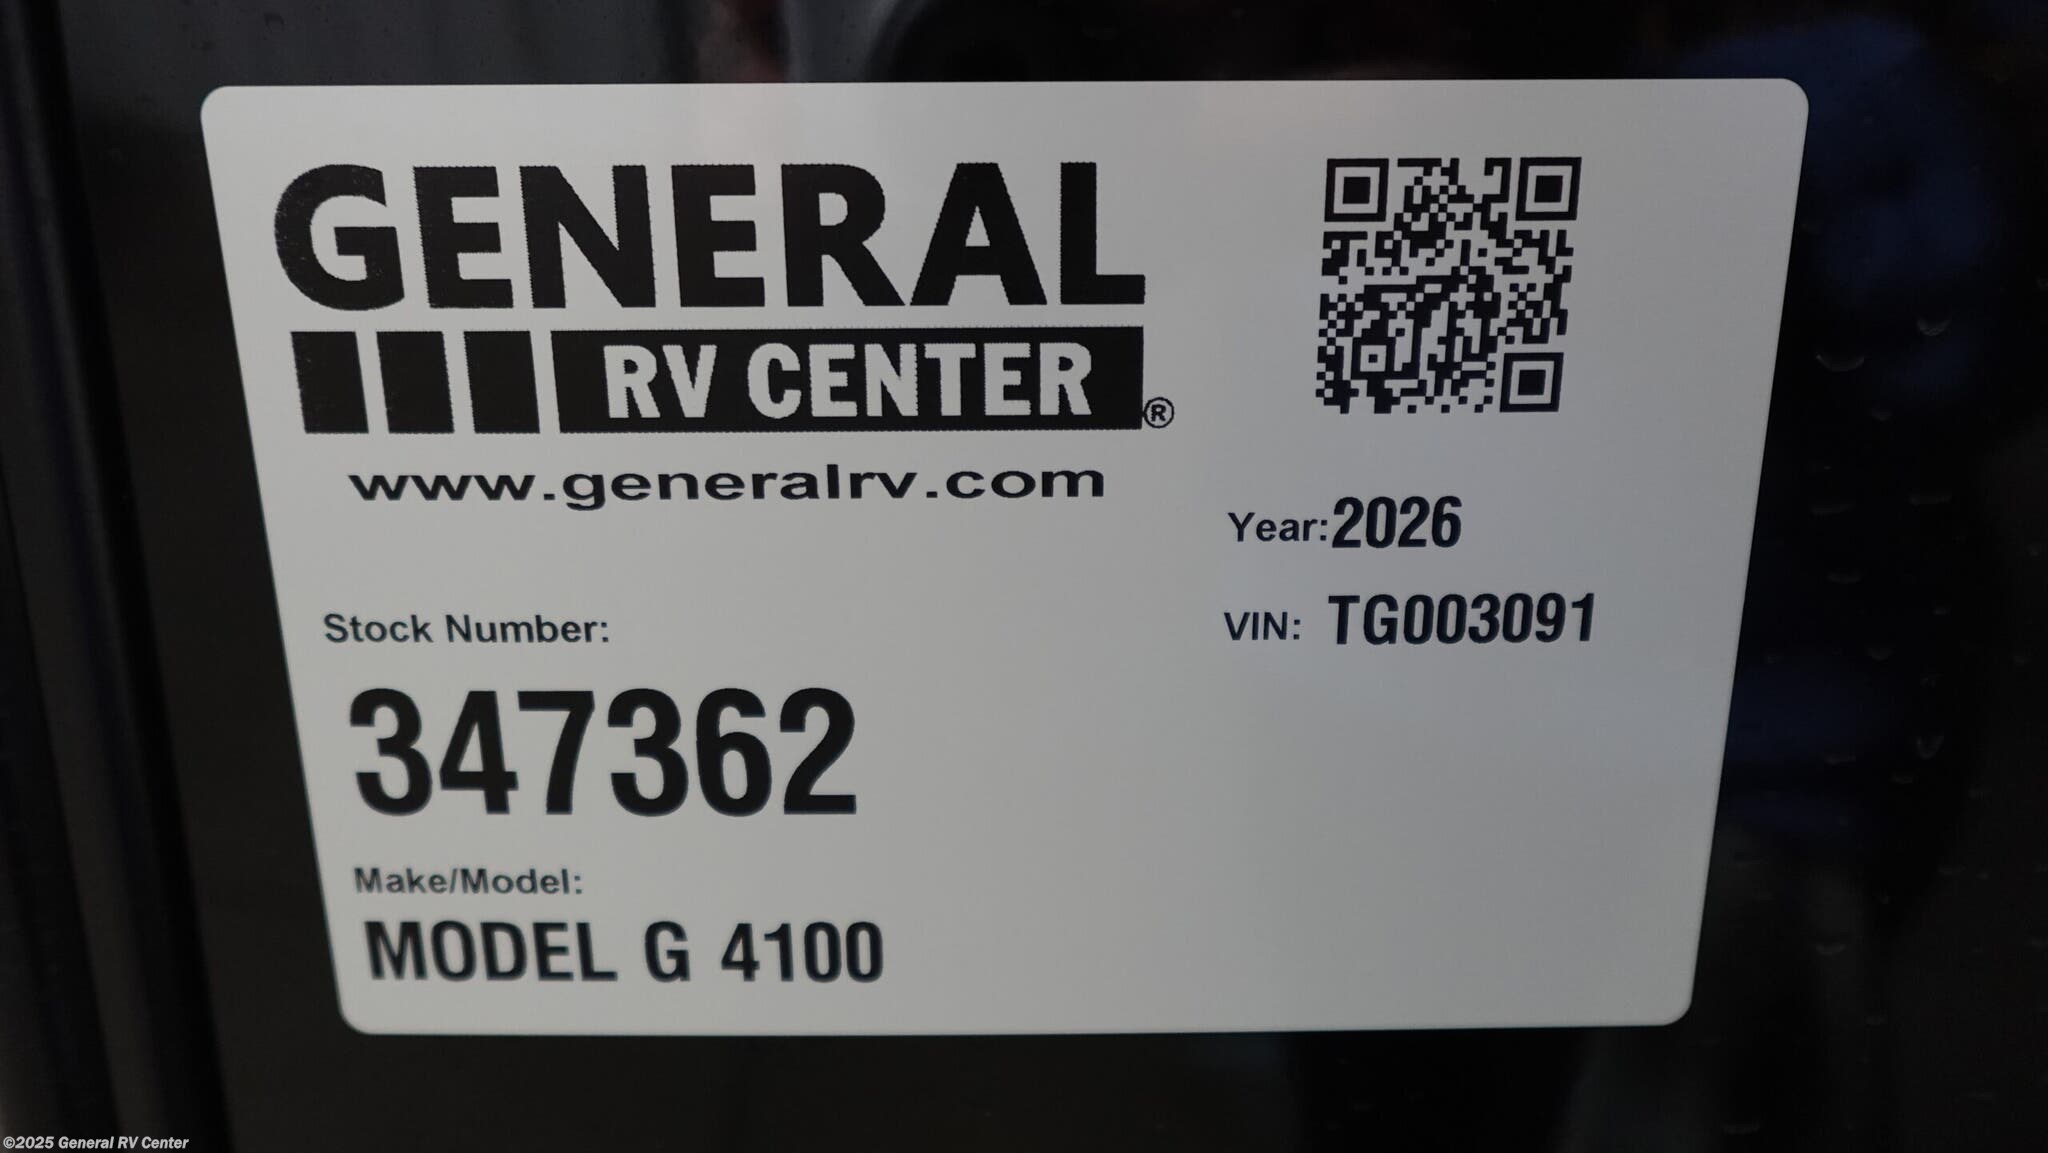 GENERAL
RV CENTER®
www.generalrv.com
Year: 2026
VIN: TG003091
Stock Number:
347362
Make/Model:
MODEL G 4100
©2025 General RV Center